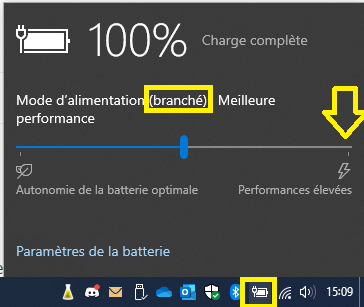 100% Charge complète
Mode d'alimentation (branché) : Meilleure
performance
Autonomie de la batterie optimale Performances élevées
Paramètres de la batterie
15:09